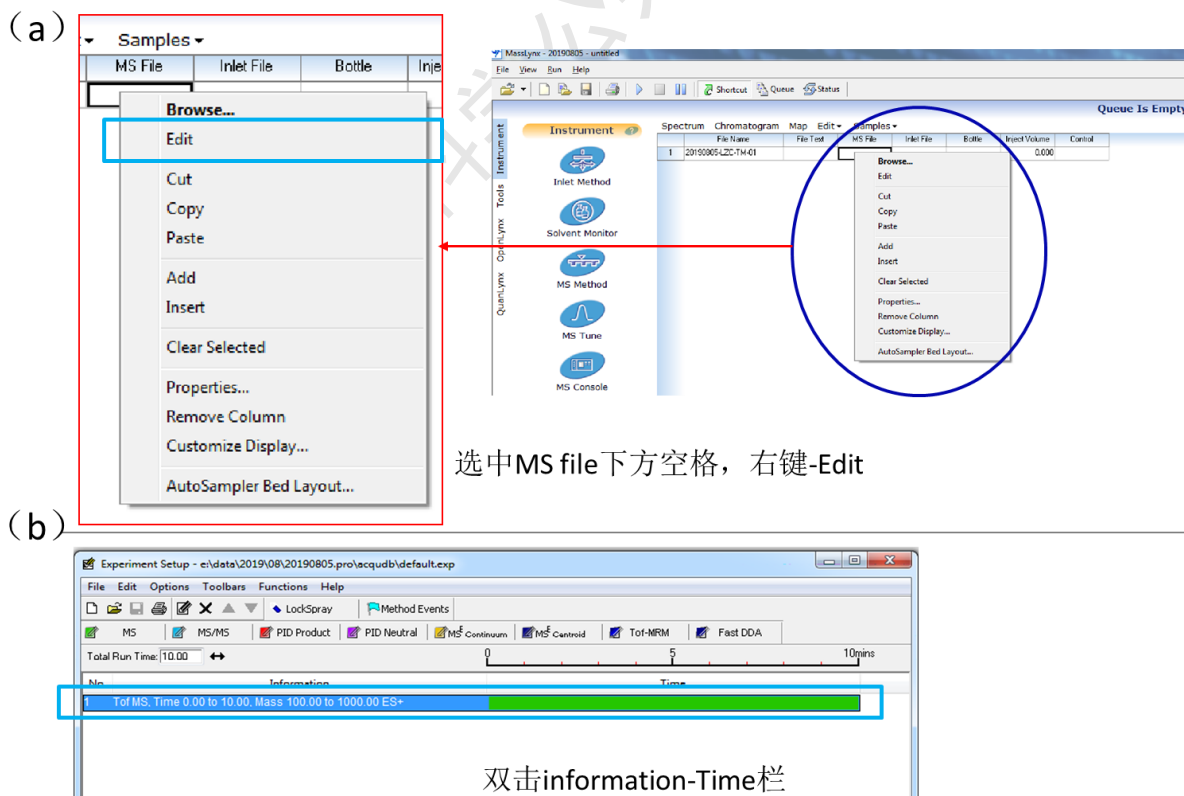 （a）
Samples
MS File Inlet File Bottle Inje
Browse...
Edit
Cut
Copy
Paste
Add
Insert
Clear Selected
Properties...
Remove Column
Customize Display...
AutoSampler Bed Layout...
MassLynx - 20190805 - untitled
File View Run Help
Shortcut Queue Status
Queue Is Empty
Instrument
Tools
OpenLynx
QuanLynx
Instrument
Inlet Method
Solvent Monitor
MS Method
MS Tune
MS Console
Spectrum Chromatogram Map Edit Samples
File Name File Text MS File Inlet File Bottle Inject Volume Control
1 20190805-LZC-TM-01 0.000
Browse...
Edit
Cut
Copy
Paste
Add
Insert
Clear Selected
Properties...
Remove Column
Customize Display...
AutoSampler Bed Layout...
选中MS file下方空格，右键-Edit
（b）
Experiment Setup - e:\data\2019\08\20190805.pro\acqudb\default.exp
File Edit Options Toolbars Functions Help
LockSpray Method Events
MS MS/MS PID Product PID Neutral MS^E Continuum MS^E Centroid Tof-MRM Fast DDA
Total Run Time: 10.00 0 5 10mins
No. Information Time
1 Tof MS, Time 0.00 to 10.00, Mass 100.00 to 1000.00 ES+
双击information-Time栏